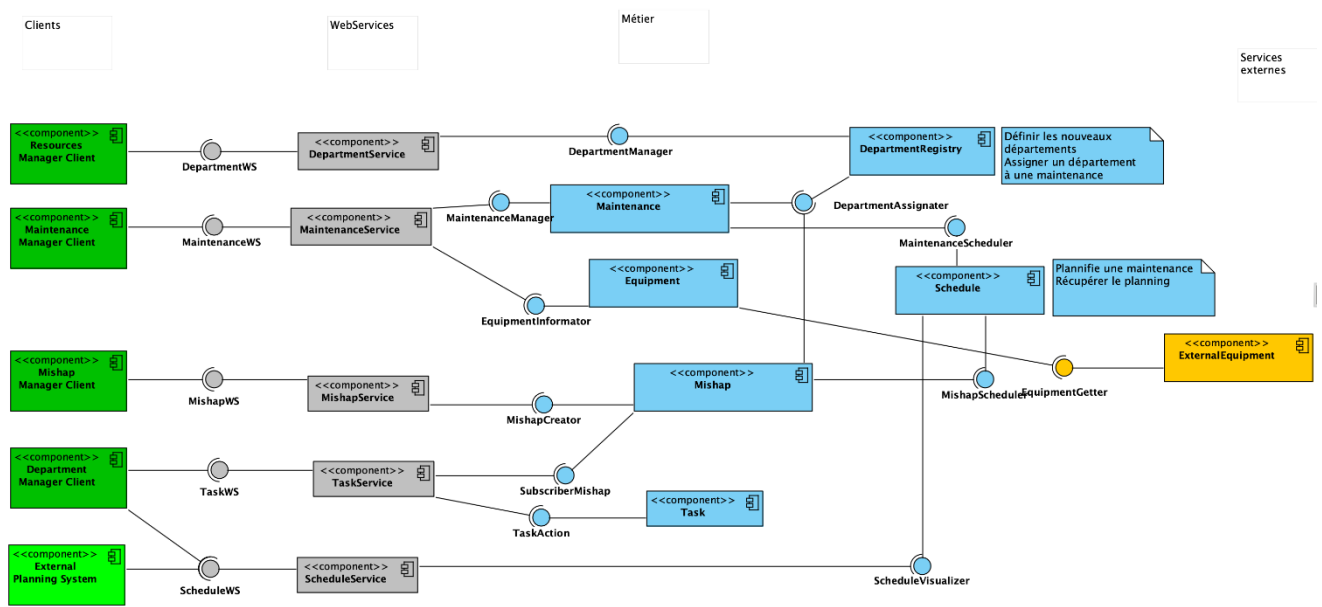 Clients
WebServices
Métier
Services
externes
<<component>>
Resources
Manager Client
DepartmentWS
<<component>>
DepartmentService
DepartmentManager
<<component>>
DepartmentRegistry
Définir les nouveaux
départements
Assigner un département
à une maintenance
<<component>>
Maintenance
Manager Client
MaintenanceWS
<<component>>
MaintenanceService
MaintenanceManager
<<component>>
Maintenance
DepartmentAssignater
MaintenanceScheduler
<<component>>
Equipment
EquipmentInformator
<<component>>
Schedule
Plannifie une maintenance
Récupérer le planning
<<component>>
ExternalEquipment
<<component>>
Mishap
Manager Client
MishapWS
<<component>>
MishapService
MishapCreator
<<component>>
Mishap
MishapScheduler
EquipmentGetter
<<component>>
Department
Manager Client
TaskWS
<<component>>
TaskService
SubscriberMishap
TaskAction
<<component>>
Task
<<component>>
External
Planning System
ScheduleWS
<<component>>
ScheduleService
ScheduleVisualizer